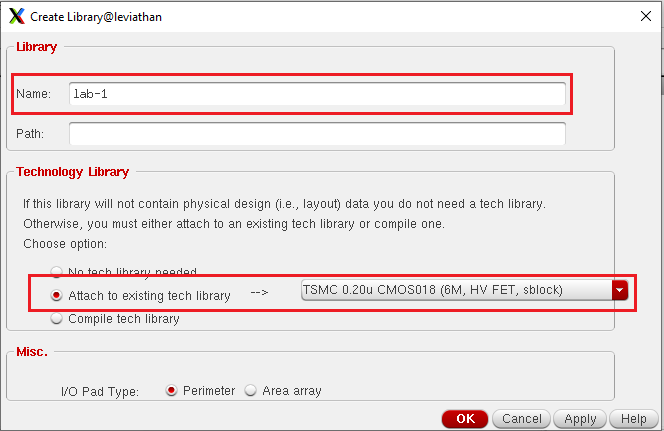 Create Library@leviathan
Library
Name: lab-1
Path:
Technology Library
If this library will not contain physical design (i.e., layout) data you do not need a tech library.
Otherwise, you must either attach to an existing tech library or compile one.
Choose option:
No tech library needed
Attach to existing tech library --> TSMC 0.20u CMOS018 (6M, HV FET, sblock)
Compile tech library
Misc.
I/O Pad Type: Perimeter Area array
OK Cancel Apply Help